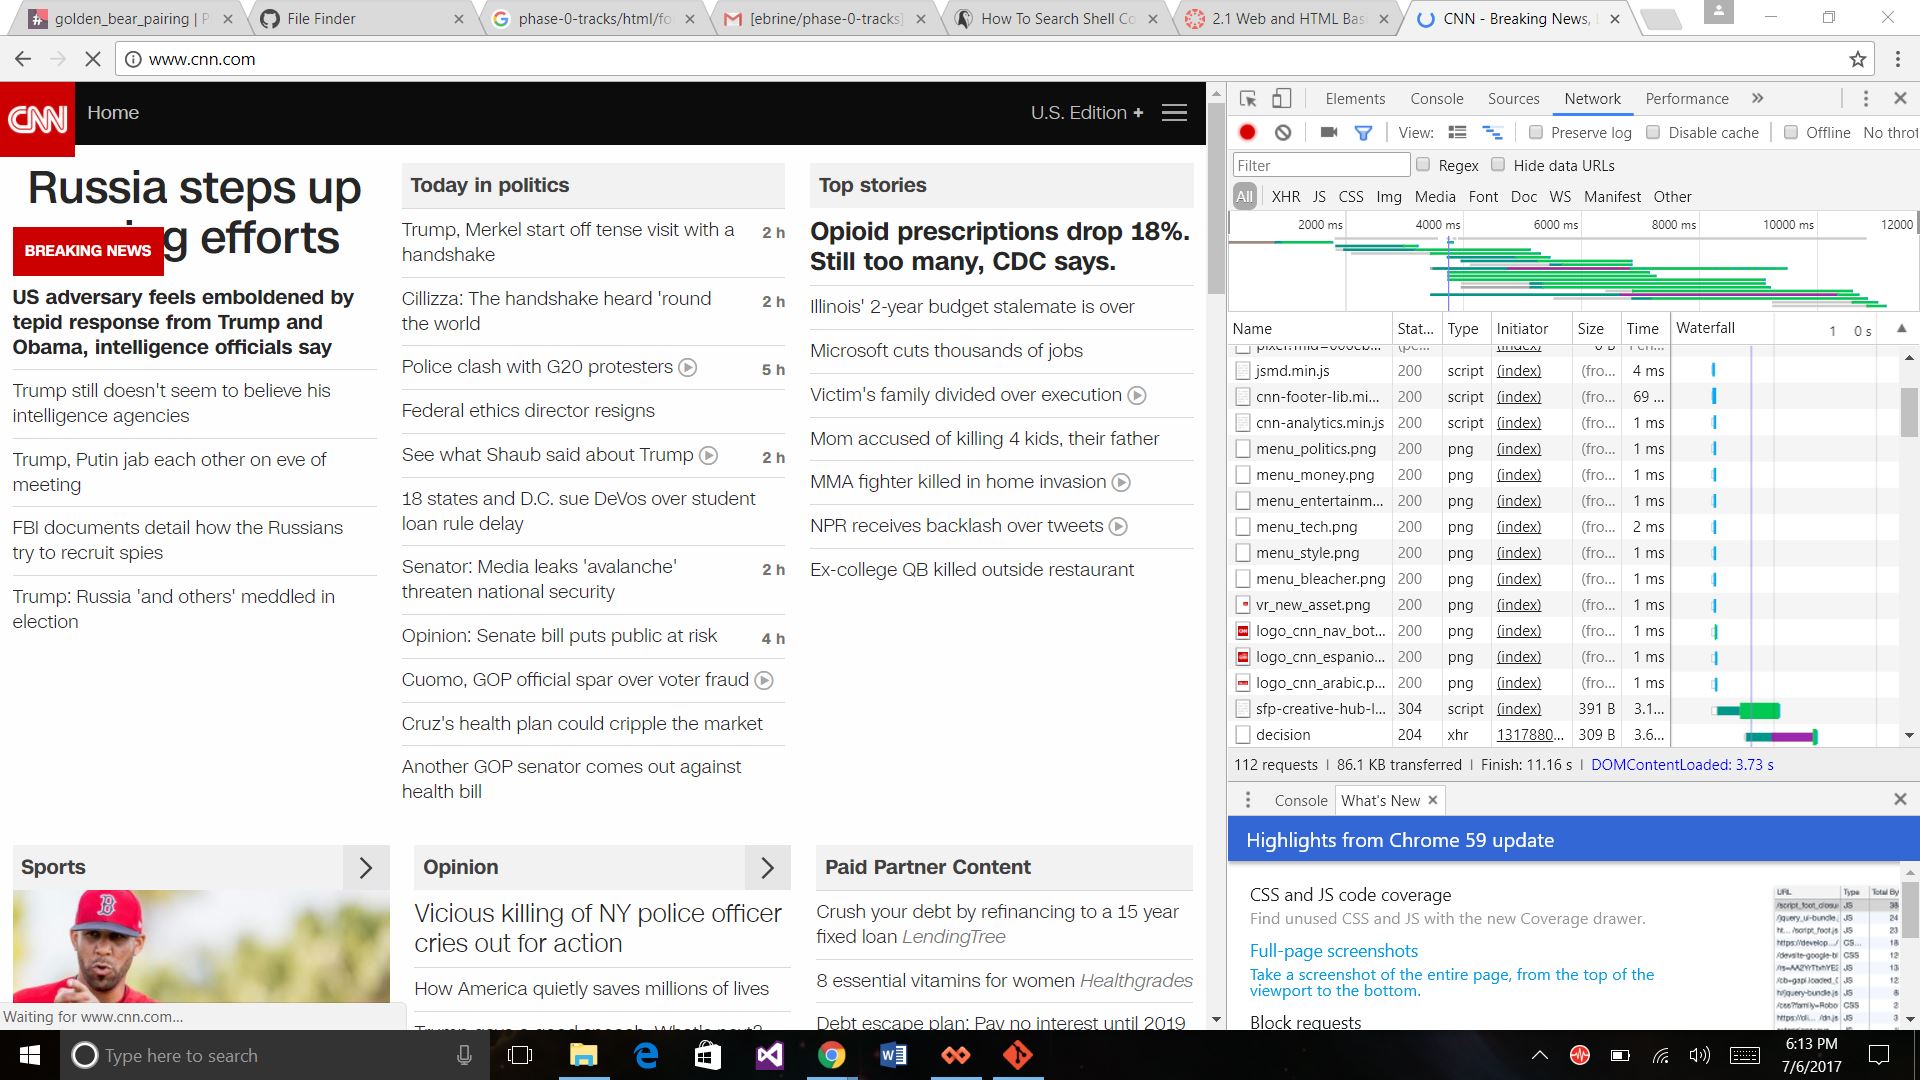 golden_bear_pairing | P
File Finder
phase-0-tracks/html/fo
[ebrine/phase-0-tracks]
How To Search Shell Co
2.1 Web and HTML Bas
CNN - Breaking News,
www.cnn.com
CNN
Home
U.S. Edition +
Russia steps up
g efforts
BREAKING NEWS
US adversary feels emboldened by
tepid response from Trump and
Obama, intelligence officials say
Trump still doesn't seem to believe his
intelligence agencies
Trump, Putin jab each other on eve of
meeting
FBI documents detail how the Russians
try to recruit spies
Trump: Russia 'and others' meddled in
election
Today in politics
Trump, Merkel start off tense visit with a
handshake
2 h
Cillizza: The handshake heard 'round
the world
2 h
Police clash with G20 protesters
5 h
Federal ethics director resigns
See what Shaub said about Trump
2 h
18 states and D.C. sue DeVos over student
loan rule delay
Senator: Media leaks 'avalanche'
threaten national security
2 h
Opinion: Senate bill puts public at risk
4 h
Cuomo, GOP official spar over voter fraud
Cruz's health plan could cripple the market
Another GOP senator comes out against
health bill
Top stories
Opioid prescriptions drop 18%.
Still too many, CDC says.
Illinois' 2-year budget stalemate is over
Microsoft cuts thousands of jobs
Victim's family divided over execution
Mom accused of killing 4 kids, their father
MMA fighter killed in home invasion
NPR receives backlash over tweets
Ex-college QB killed outside restaurant
Sports
Opinion
Vicious killing of NY police officer
cries out for action
How America quietly saves millions of lives
Trump gave a good speech. What's next?
Paid Partner Content
Crush your debt by refinancing to a 15 year
fixed loan LendingTree
8 essential vitamins for women Healthgrades
Debt escape plan: Pay no interest until 2019
Waiting for www.cnn.com...
Elements Console Sources Network Performance »
View: Preserve log Disable cache Offline No throt
Filter Regex Hide data URLs
All XHR JS CSS Img Media Font Doc WS Manifest Other
2000 ms 4000 ms 6000 ms 8000 ms 10000 ms 12000
Name Stat... Type Initiator Size Time Waterfall 1 0 s
jsmd.min.js 200 script (index) (fro... 4 ms
cnn-footer-lib.mi... 200 script (index) (fro... 69 ...
cnn-analytics.min.js 200 script (index) (fro... 1 ms
menu_politics.png 200 png (index) (fro... 1 ms
menu_money.png 200 png (index) (fro... 1 ms
menu_entertainm... 200 png (index) (fro... 1 ms
menu_tech.png 200 png (index) (fro... 2 ms
menu_style.png 200 png (index) (fro... 1 ms
menu_bleacher.png 200 png (index) (fro... 1 ms
vr_new_asset.png 200 png (index) (fro... 1 ms
logo_cnn_nav_bot... 200 png (index) (fro... 1 ms
logo_cnn_espanio... 200 png (index) (fro... 1 ms
logo_cnn_arabic.p... 200 png (index) (fro... 1 ms
sfp-creative-hub-l... 304 script (index) 391 B 3.1...
decision 204 xhr 1317880... 309 B 3.6...
112 requests | 86.1 KB transferred | Finish: 11.16 s | DOMContentLoaded: 3.73 s
Console What's New
Highlights from Chrome 59 update
CSS and JS code coverage
Find unused CSS and JS with the new Coverage drawer.
Full-page screenshots
Take a screenshot of the entire page, from the top of the
viewport to the bottom.
Block requests
URL Type Total By
Type here to search
6:13 PM
7/6/2017